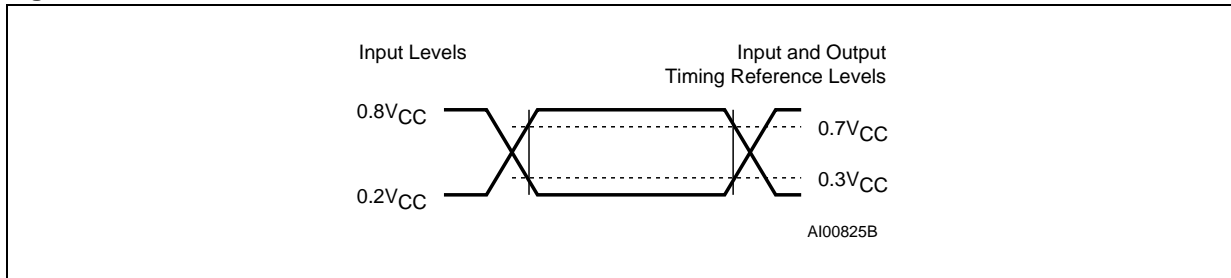 Input Levels
Input and Output
Timing Reference Levels
0.8VCC
0.7VCC
0.3VCC
0.2VCC
AI00825B